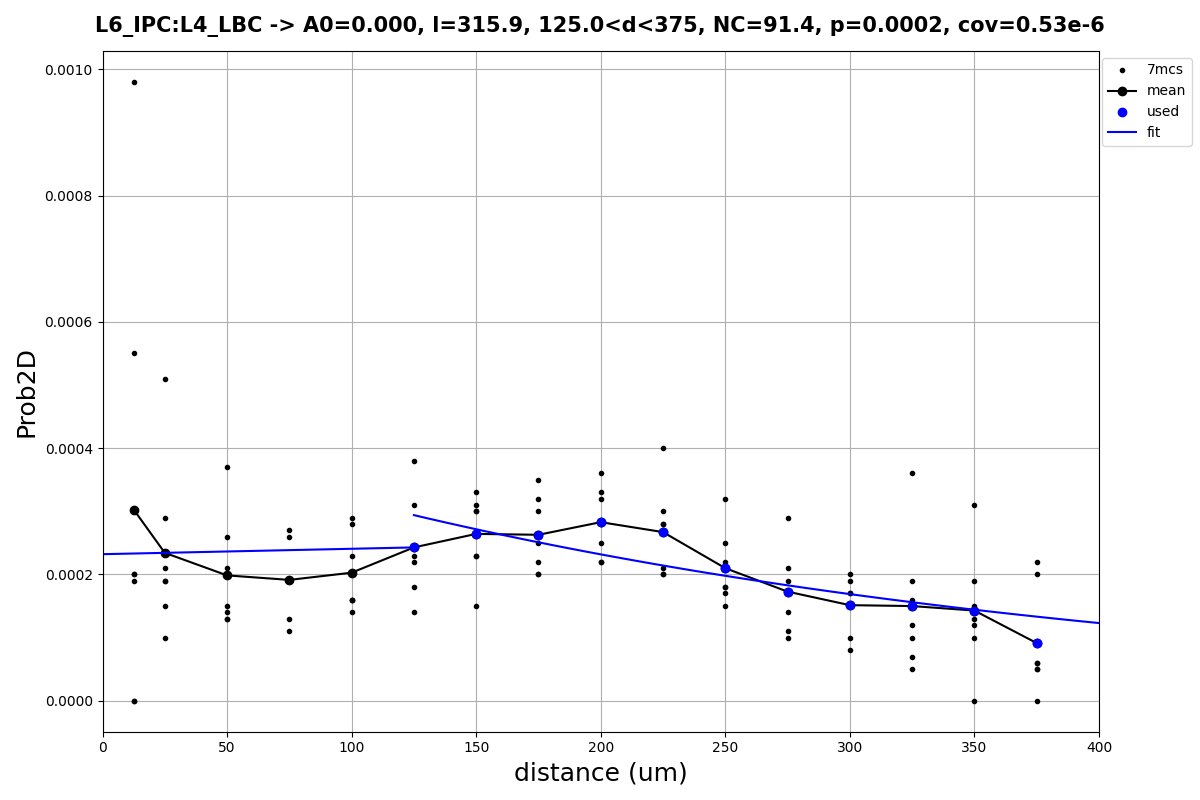 L6_IPC:L4_LBC -> A0=0.000, l=315.9, 125.0<d<375, NC=91.4, p=0.0002, cov=0.53e-6
7mcs
mean
used
fit
0.0010
0.0008
0.0006
0.0004
0.0002
0.0000
Prob2D
0
50
100
150
200
250
300
350
400
distance (um)